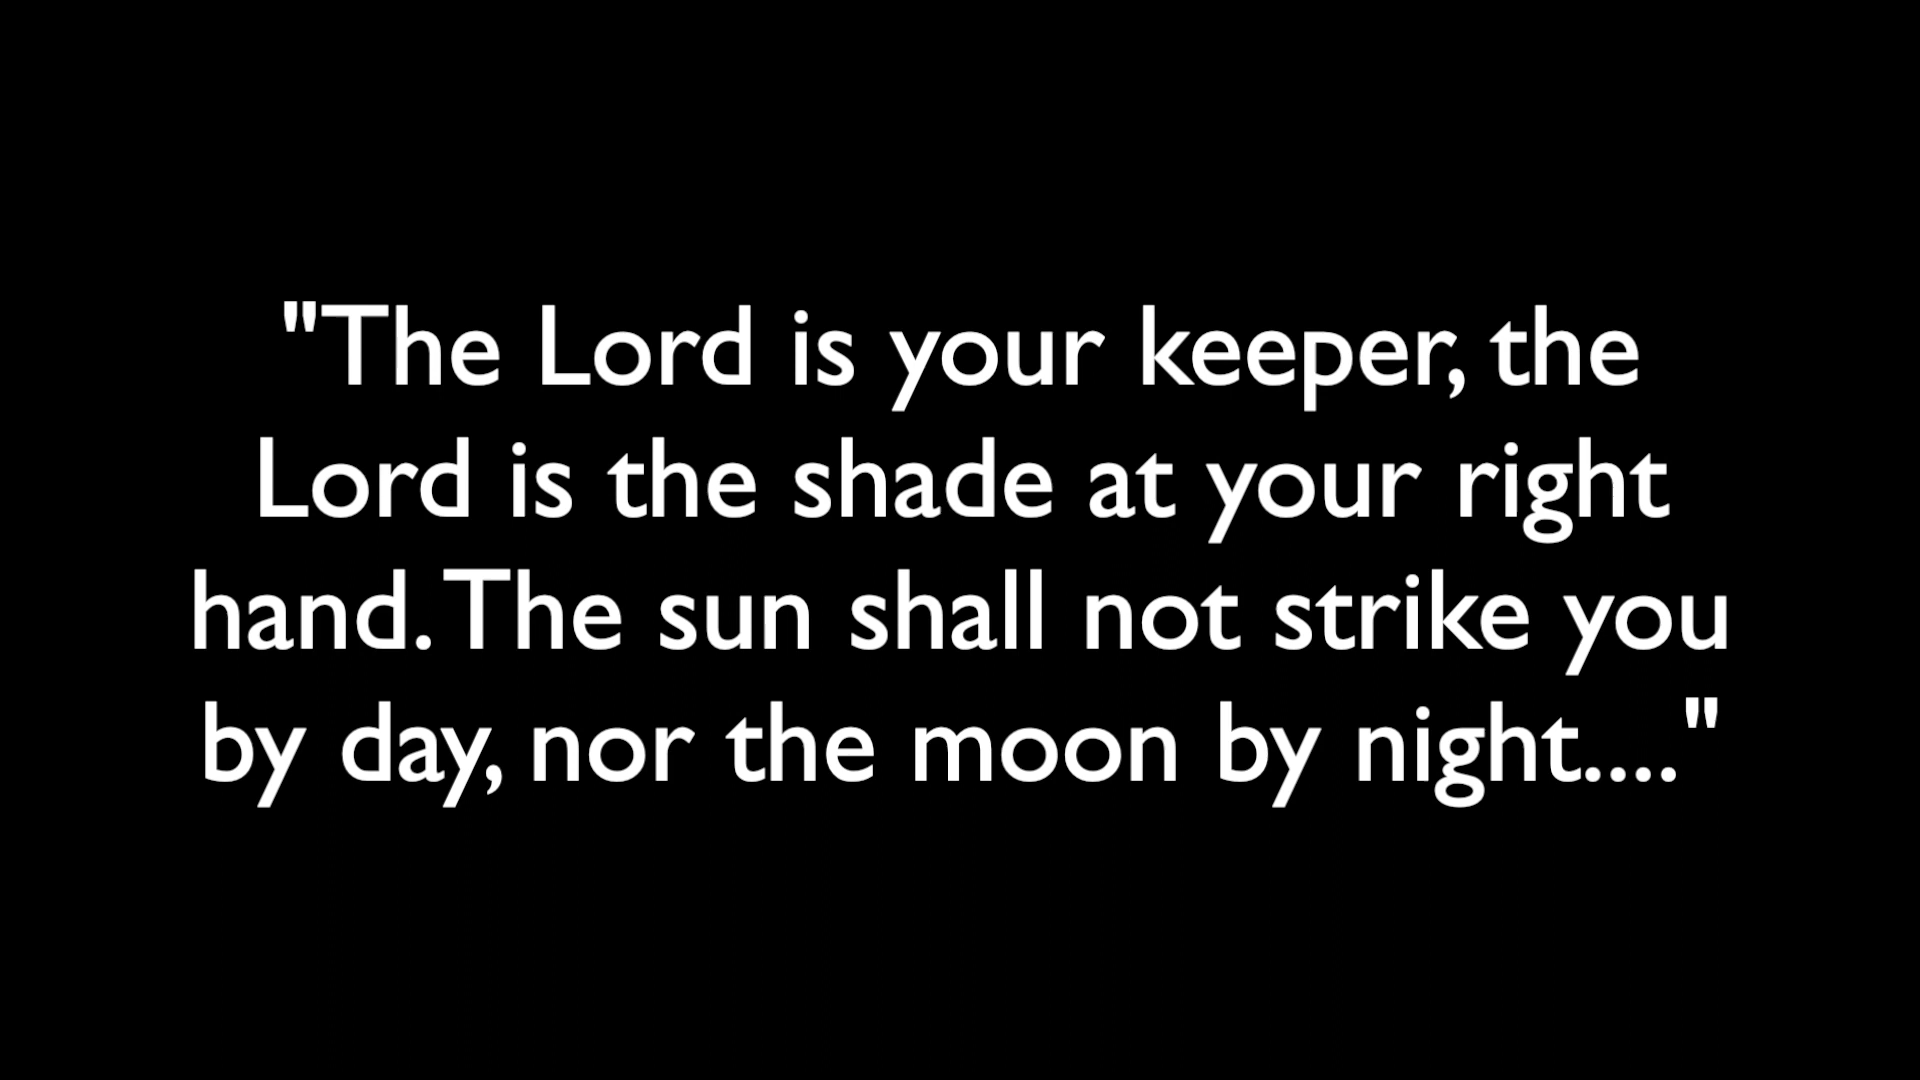 "The Lord is your keeper, the
Lord is the shade at your right
hand. The sun shall not strike you
by day, nor the moon by night...."